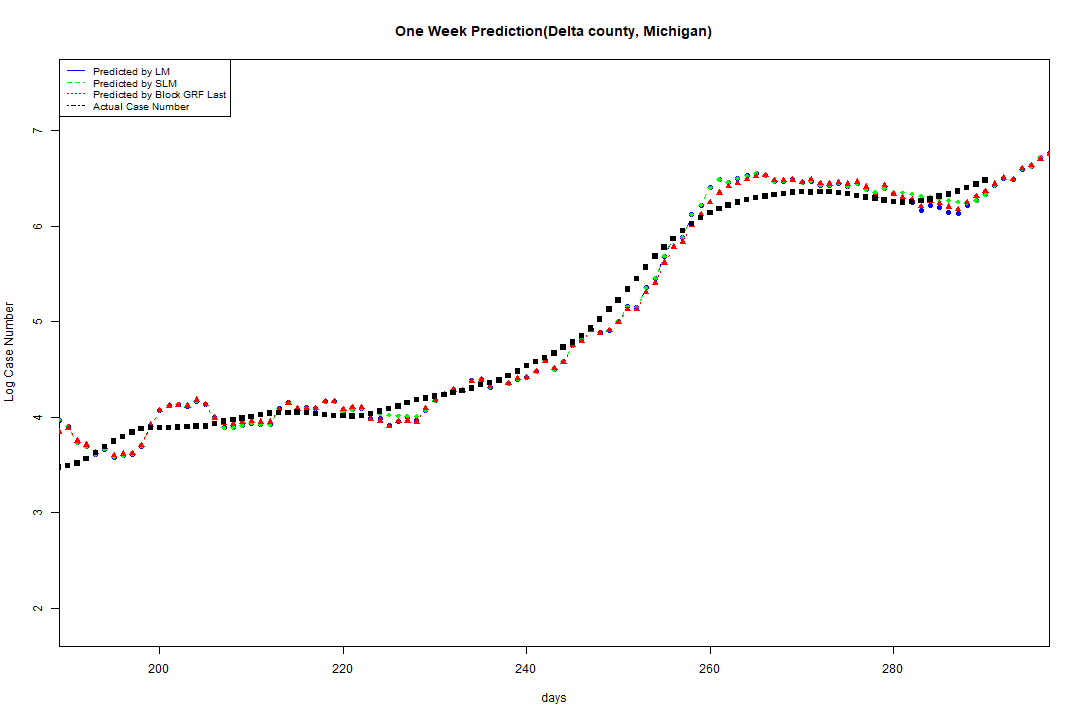 One Week Prediction(Delta county, Michigan)
Predicted by LM
Predicted by SLM
Predicted by Block GRF Last
Actual Case Number
7
6
5
4
3
2
Log Case Number
200 220 240 260 280
days